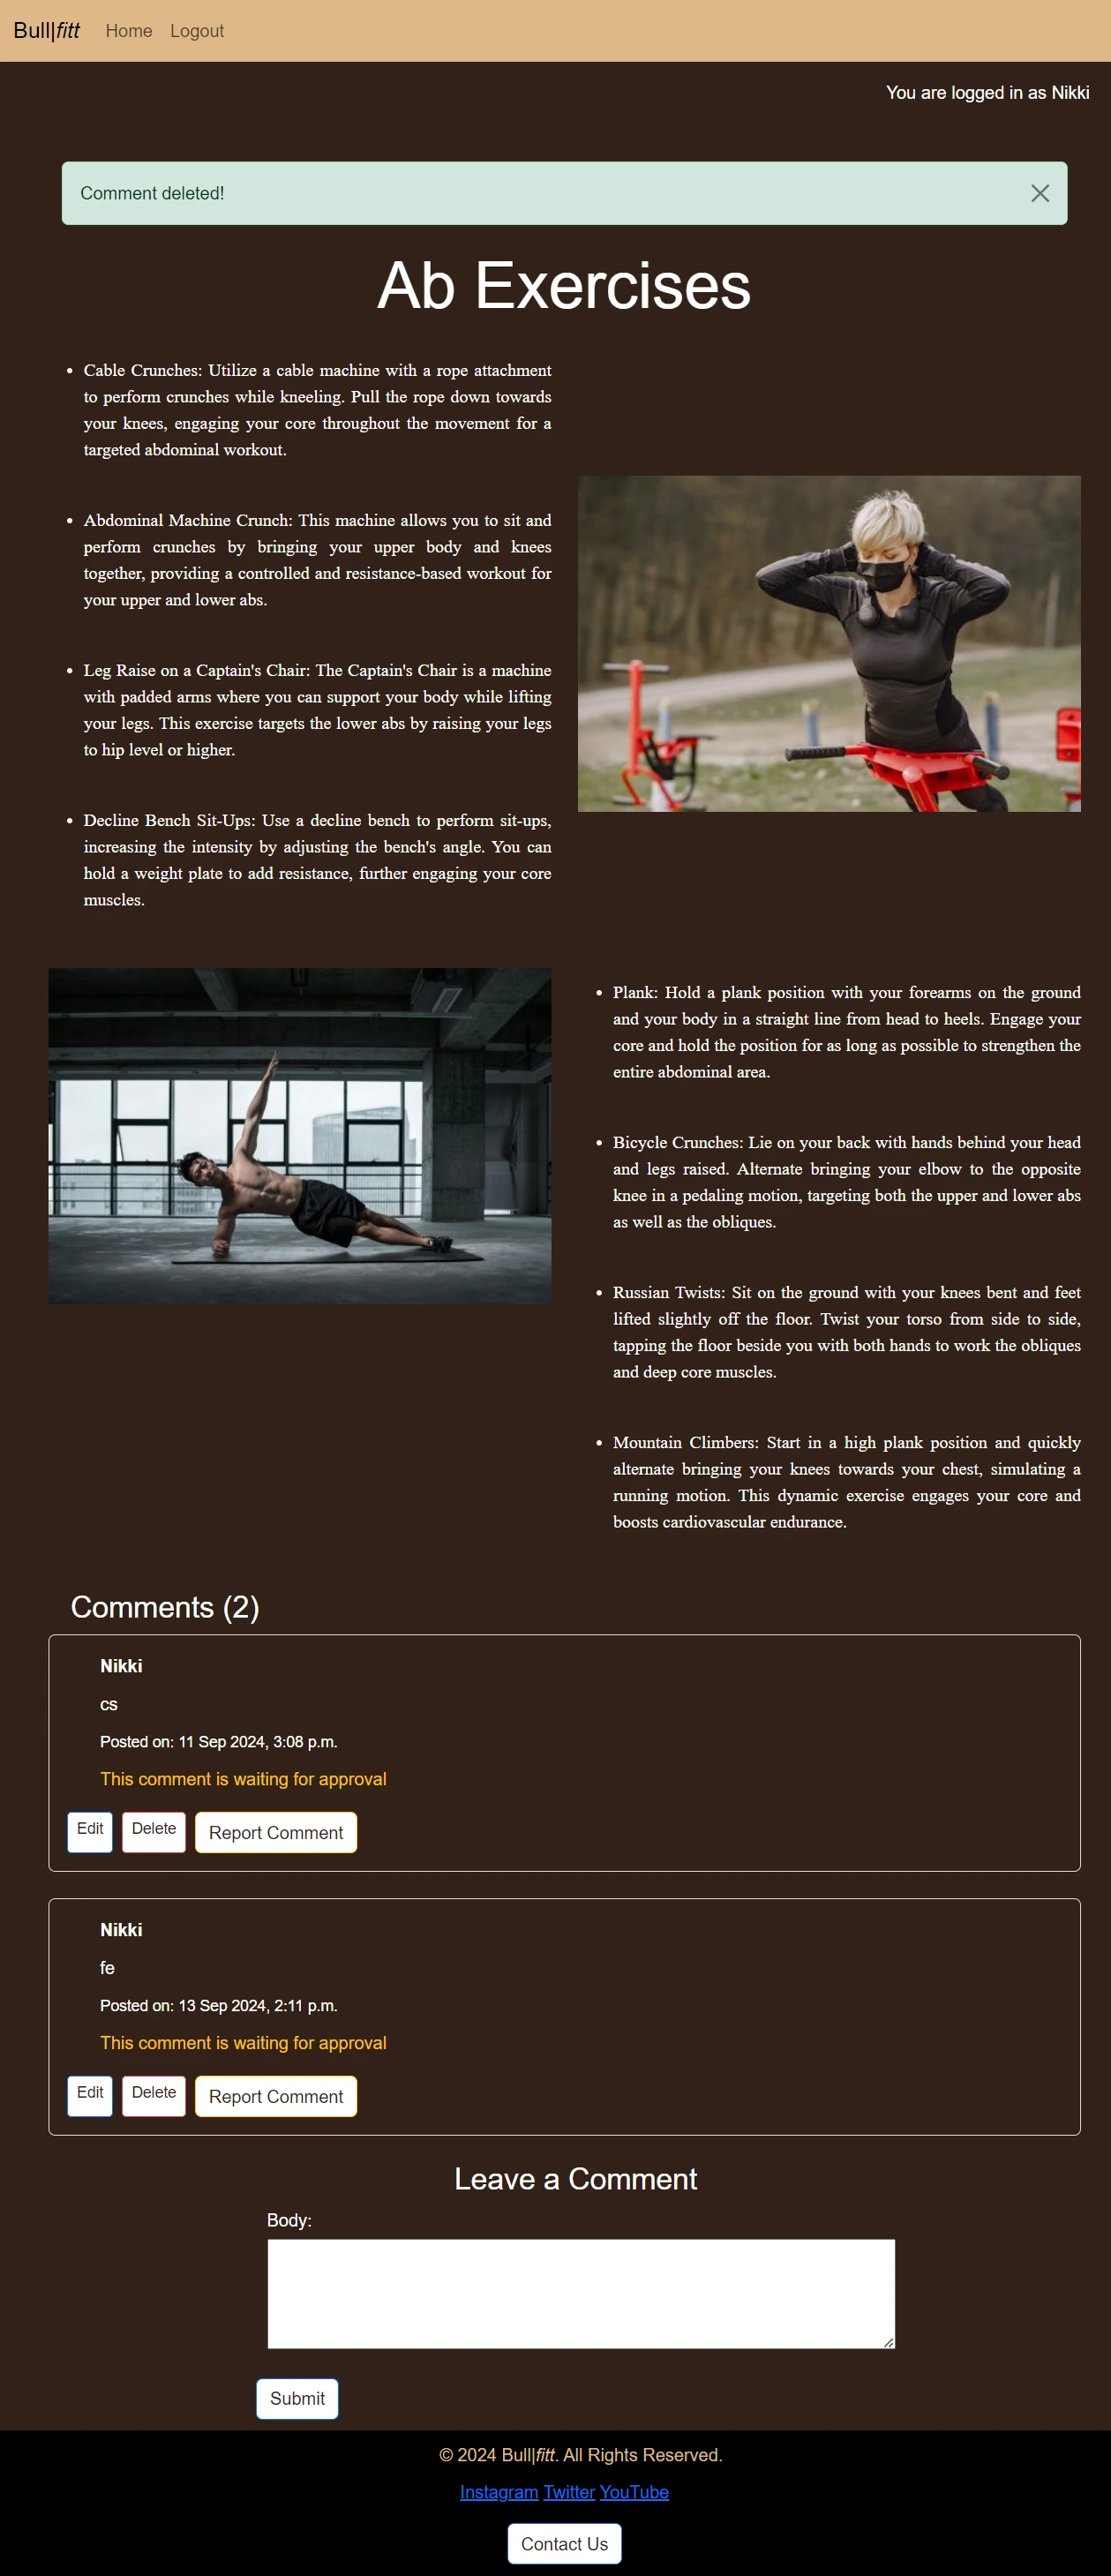 Bull|fitt Home Logout
You are logged in as Nikki
Comment deleted!
Ab Exercises
• Cable Crunches: Utilize a cable machine with a rope attachment
to perform crunches while kneeling. Pull the rope down towards
your knees, engaging your core throughout the movement for a
targeted abdominal workout.
• Abdominal Machine Crunch: This machine allows you to sit and
perform crunches by bringing your upper body and knees
together, providing a controlled and resistance-based workout for
your upper and lower abs.
• Leg Raise on a Captain's Chair: The Captain's Chair is a machine
with padded arms where you can support your body while lifting
your legs. This exercise targets the lower abs by raising your legs
to hip level or higher.
• Decline Bench Sit-Ups: Use a decline bench to perform sit-ups,
increasing the intensity by adjusting the bench's angle. You can
hold a weight plate to add resistance, further engaging your core
muscles.
• Plank: Hold a plank position with your forearms on the ground
and your body in a straight line from head to heels. Engage your
core and hold the position for as long as possible to strengthen the
entire abdominal area.
• Bicycle Crunches: Lie on your back with hands behind your head
and legs raised. Alternate bringing your elbow to the opposite
knee in a pedaling motion, targeting both the upper and lower abs
as well as the obliques.
• Russian Twists: Sit on the ground with your knees bent and feet
lifted slightly off the floor. Twist your torso from side to side,
tapping the floor beside you with both hands to work the obliques
and deep core muscles.
• Mountain Climbers: Start in a high plank position and quickly
alternate bringing your knees towards your chest, simulating a
running motion. This dynamic exercise engages your core and
boosts cardiovascular endurance.
Comments (2)
Nikki
cs
Posted on: 11 Sep 2024, 3:08 p.m.
This comment is waiting for approval
Edit Delete Report Comment
Nikki
fe
Posted on: 13 Sep 2024, 2:11 p.m.
This comment is waiting for approval
Edit Delete Report Comment
Leave a Comment
Body:
Submit
© 2024 Bull|fitt. All Rights Reserved.
Instagram Twitter YouTube
Contact Us